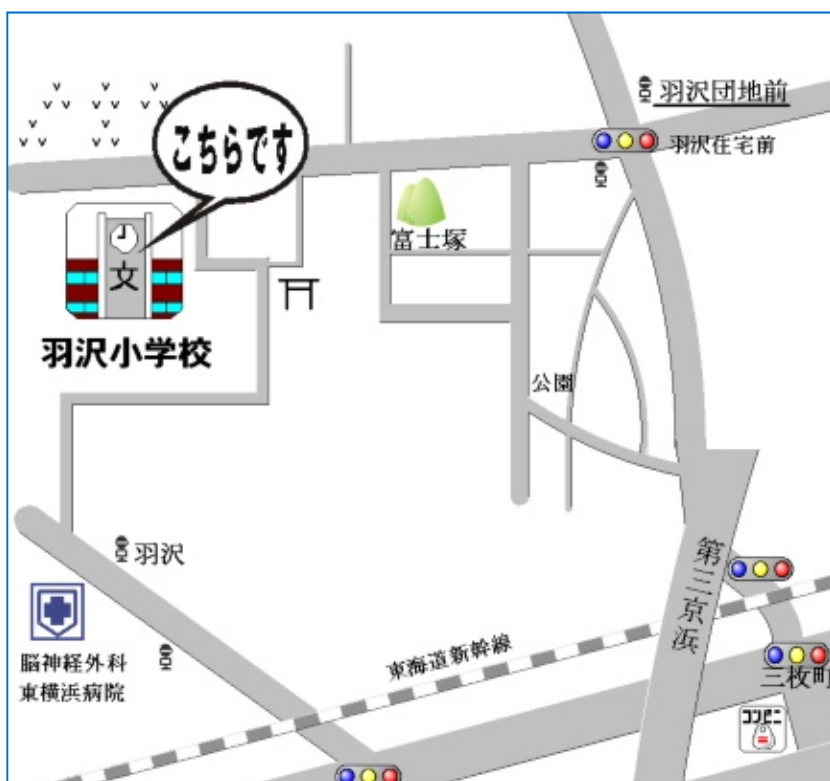 羽沢団地前
羽沢住宅前
こちらです
富士塚
文
羽沢小学校
公園
羽沢
第三京浜
脳神経外科
東横浜病院
東海道新幹線
三枚町
コンビニ